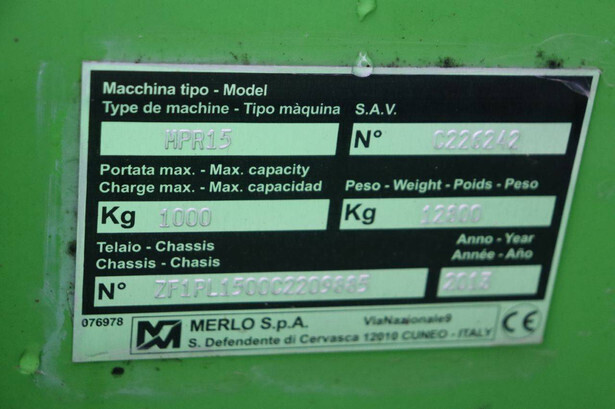 Macchina tipo - Model
Type de machine - Tipo màquina S.A.V.
MPR15 N° C226242
Portata max. - Max. capacity
Charge max. - Max. capacidad Peso - Weight - Poids - Peso
Kg 1000 Kg 12800
Telaio - Chassis Anno - Year
Chassis - Chasis Année - Año
N° ZF1PL1500C2209885 2013
076978 MERLO S.p.A. ViaNazionale9 CE
S. Defendente di Cervasca 12010 CUNEO - ITALY